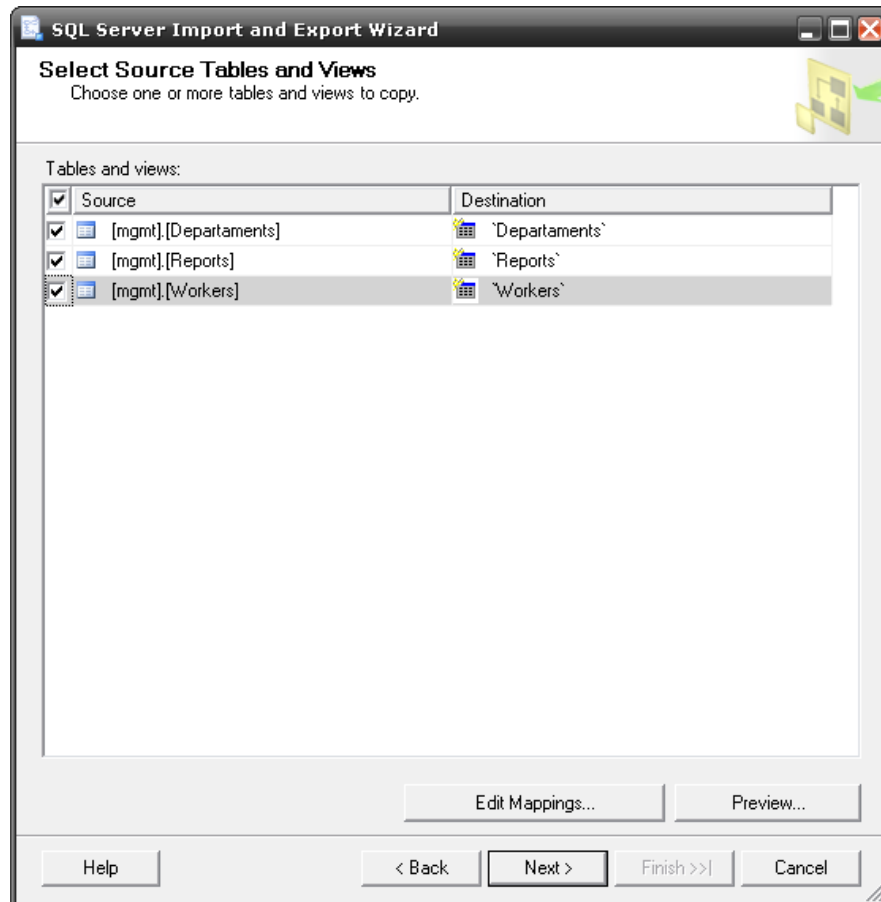 SQL Server Import and Export Wizard
Select Source Tables and Views
Choose one or more tables and views to copy.
Tables and views:
Source Destination
[mgmt].[Departaments] `Departaments`
[mgmt].[Reports] `Reports`
[mgmt].[Workers] `Workers`
Edit Mappings... Preview...
Help < Back Next > Finish >>| Cancel